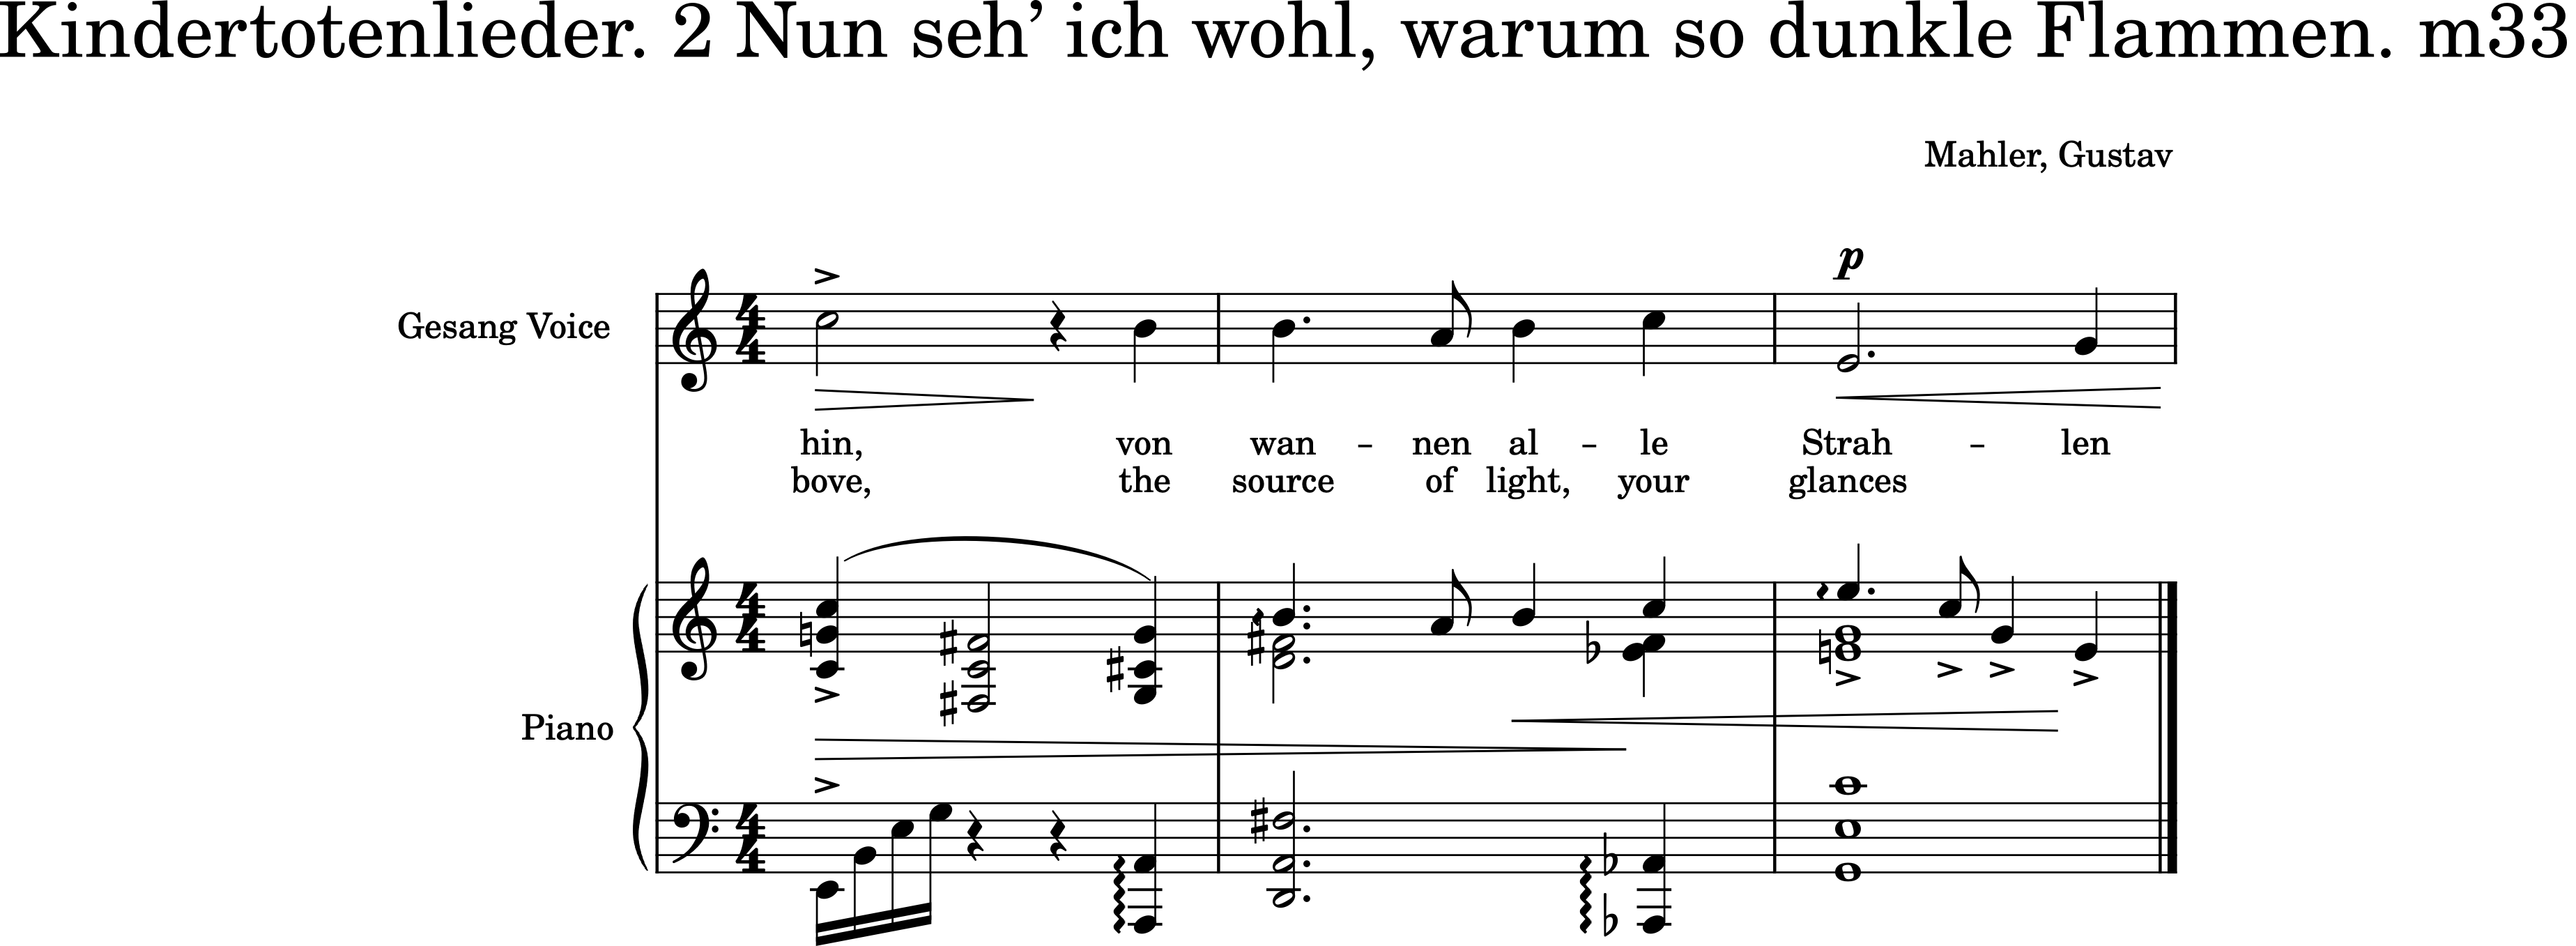 Kindertotenlieder. 2 Nun seh’ ich wohl, warum so dunkle Flammen. m33
Mahler, Gustav
p
Gesang Voice
hin, von wan – nen al – le Strah – len
bove, the source of light, your glances
Piano